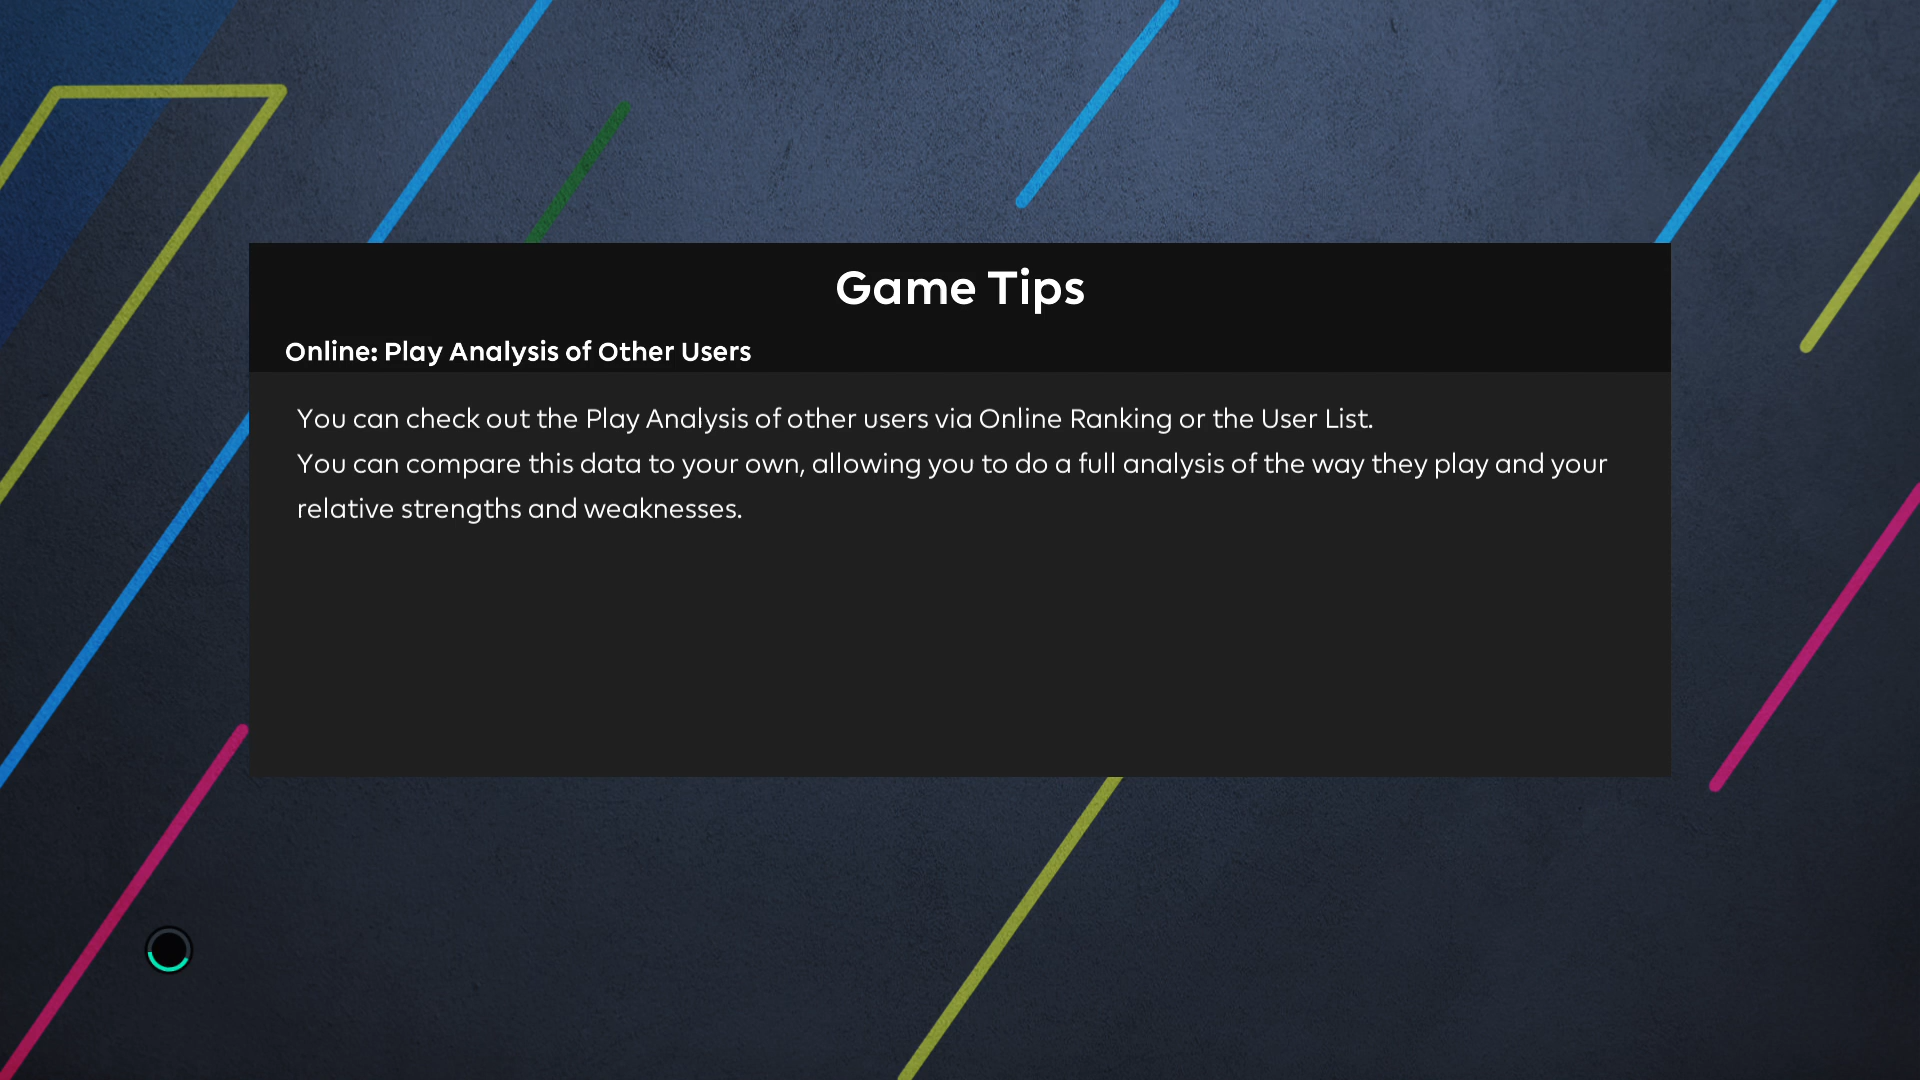 Game Tips
Online: Play Analysis of Other Users
You can check out the Play Analysis of other users via Online Ranking or the User List.
You can compare this data to your own, allowing you to do a full analysis of the way they play and your
relative strengths and weaknesses.